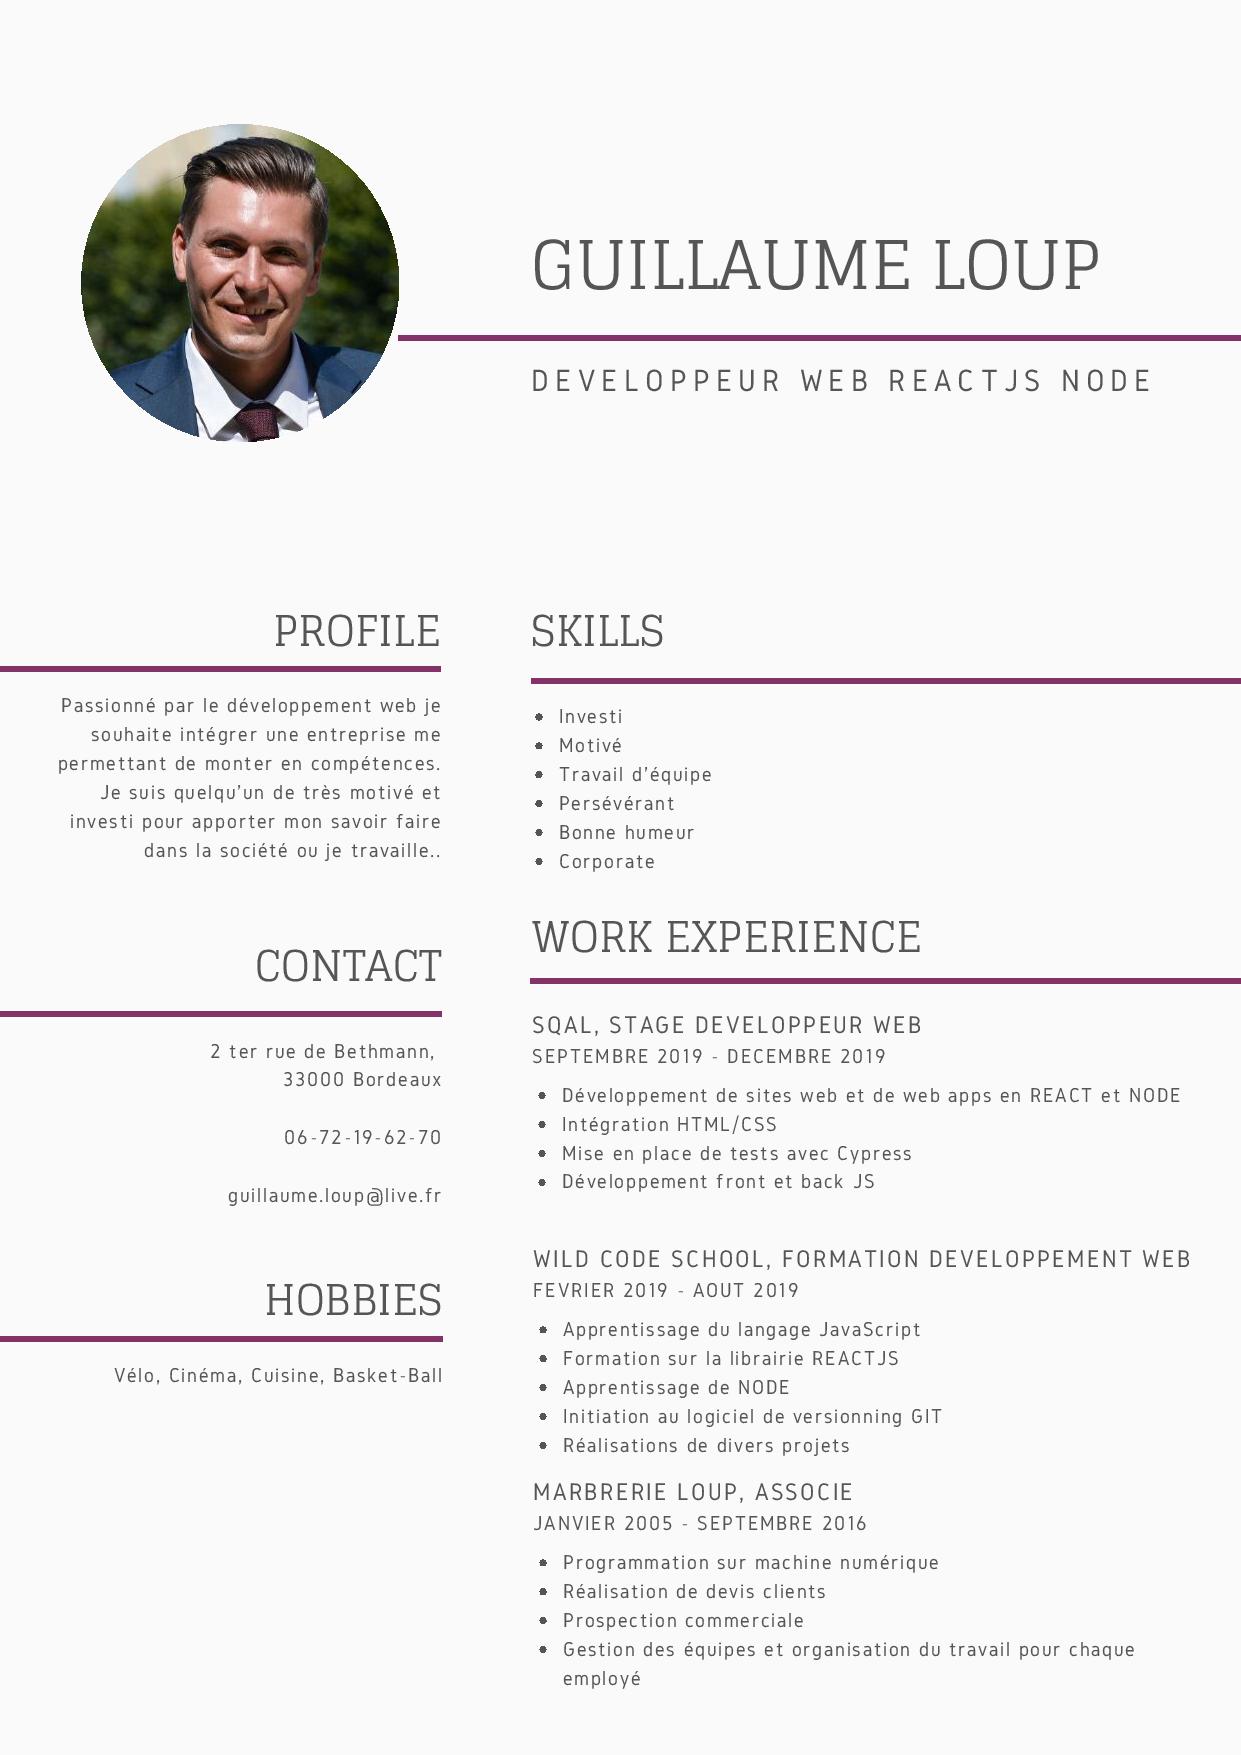 GUILLAUME LOUP
DEVELOPPEUR WEB REACTJS NODE
PROFILE
Passionné par le développement web je
souhaite intégrer une entreprise me
permettant de monter en compétences.
Je suis quelqu'un de très motivé et
investi pour apporter mon savoir faire
dans la société ou je travaille..
CONTACT
2 ter rue de Bethmann,
33000 Bordeaux
06-72-19-62-70
guillaume.loup@live.fr
HOBBIES
Vélo, Cinéma, Cuisine, Basket-Ball
SKILLS
• Investi
• Motivé
• Travail d'équipe
• Persévérant
• Bonne humeur
• Corporate
WORK EXPERIENCE
SQAL, STAGE DEVELOPPEUR WEB
SEPTEMBRE 2019 - DECEMBRE 2019
• Développement de sites web et de web apps en REACT et NODE
• Intégration HTML/CSS
• Mise en place de tests avec Cypress
• Développement front et back JS
WILD CODE SCHOOL, FORMATION DEVELOPPEMENT WEB
FEVRIER 2019 - AOUT 2019
• Apprentissage du langage JavaScript
• Formation sur la librairie REACTJS
• Apprentissage de NODE
• Initiation au logiciel de versionning GIT
• Réalisations de divers projets
MARBRERIE LOUP, ASSOCIE
JANVIER 2005 - SEPTEMBRE 2016
• Programmation sur machine numérique
• Réalisation de devis clients
• Prospection commerciale
• Gestion des équipes et organisation du travail pour chaque
employé